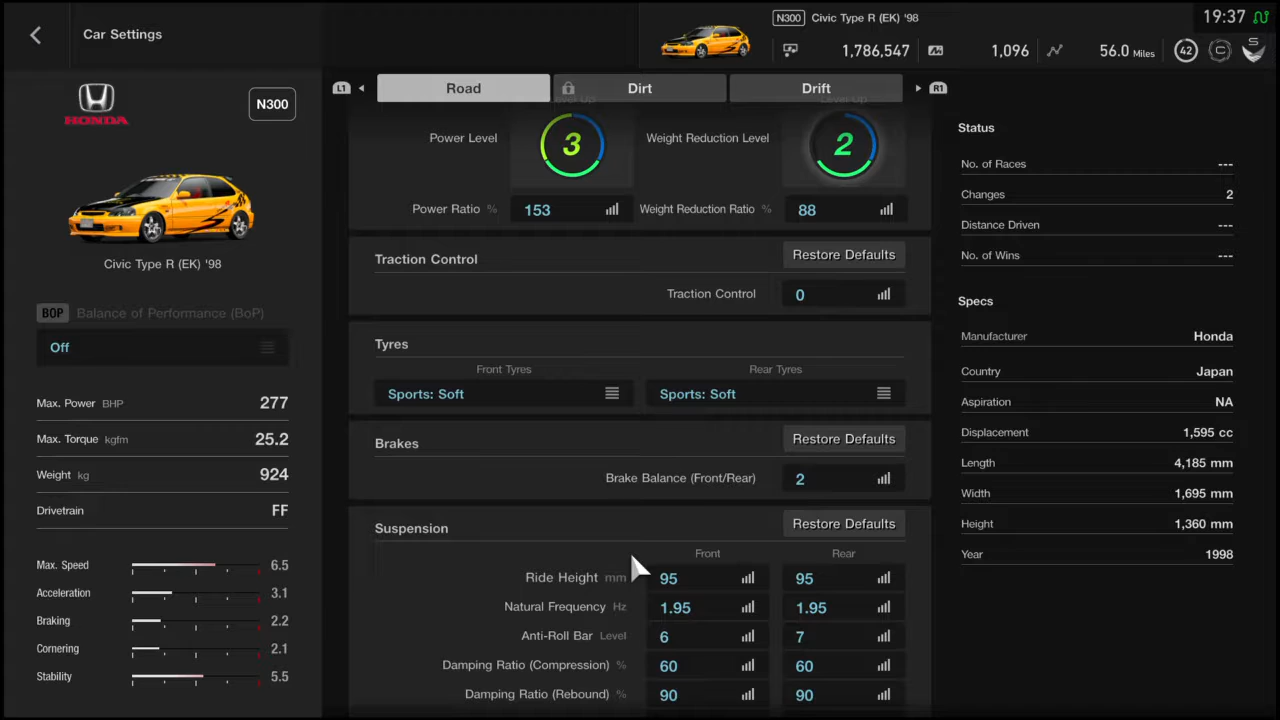 Car Settings
N300 Civic Type R (EK) '98
19:37
1,786,547 1,096 56.0 Miles 42 C S
HONDA
N300
Civic Type R (EK) '98
BOP Balance of Performance (BoP)
Off
Max. Power BHP 277
Max. Torque kgfm 25.2
Weight kg 924
Drivetrain FF
Max. Speed 6.5
Acceleration 3.1
Braking 2.2
Cornering 2.1
Stability 5.5
L1 Road Dirt Drift R1
Level Up Level Up
Power Level 3 Weight Reduction Level 2
Power Ratio % 153 Weight Reduction Ratio % 88
Traction Control Restore Defaults
Traction Control 0
Tyres
Front Tyres Rear Tyres
Sports: Soft Sports: Soft
Brakes Restore Defaults
Brake Balance (Front/Rear) 2
Suspension Restore Defaults
Front Rear
Ride Height mm 95 95
Natural Frequency Hz 1.95 1.95
Anti-Roll Bar Level 6 7
Damping Ratio (Compression) % 60 60
Damping Ratio (Rebound) % 90 90
Status
No. of Races ---
Changes 2
Distance Driven ---
No. of Wins ---
Specs
Manufacturer Honda
Country Japan
Aspiration NA
Displacement 1,595 cc
Length 4,185 mm
Width 1,695 mm
Height 1,360 mm
Year 1998